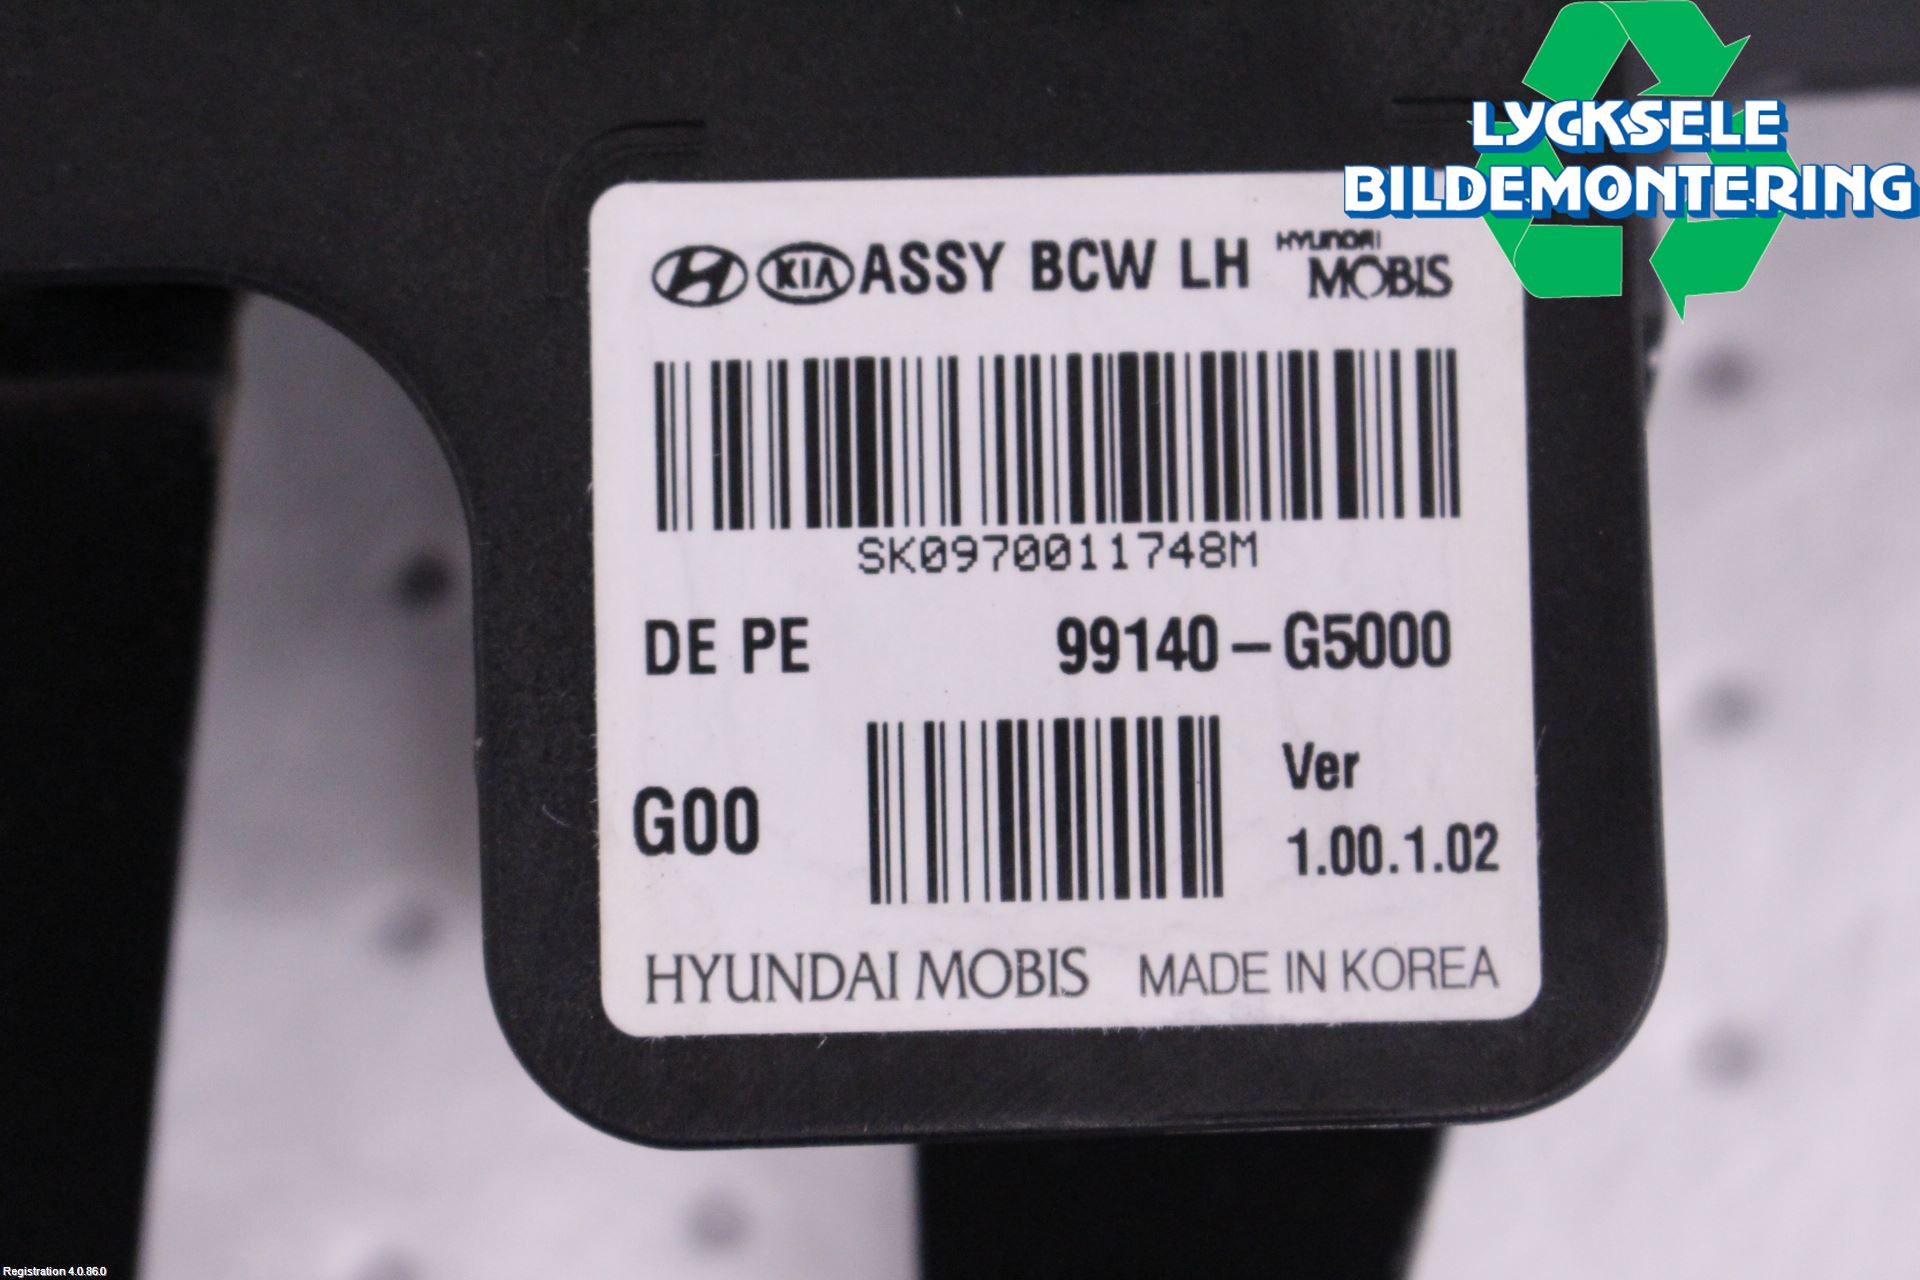 LYCKSELE
BILDEMONTERING
KIA ASSY BCW LH HYUNDAI MOBIS
SK0970011748M
DE PE 99140-G5000
G00 Ver
1.00.1.02
HYUNDAI MOBIS MADE IN KOREA
Registration 4.0.86.0